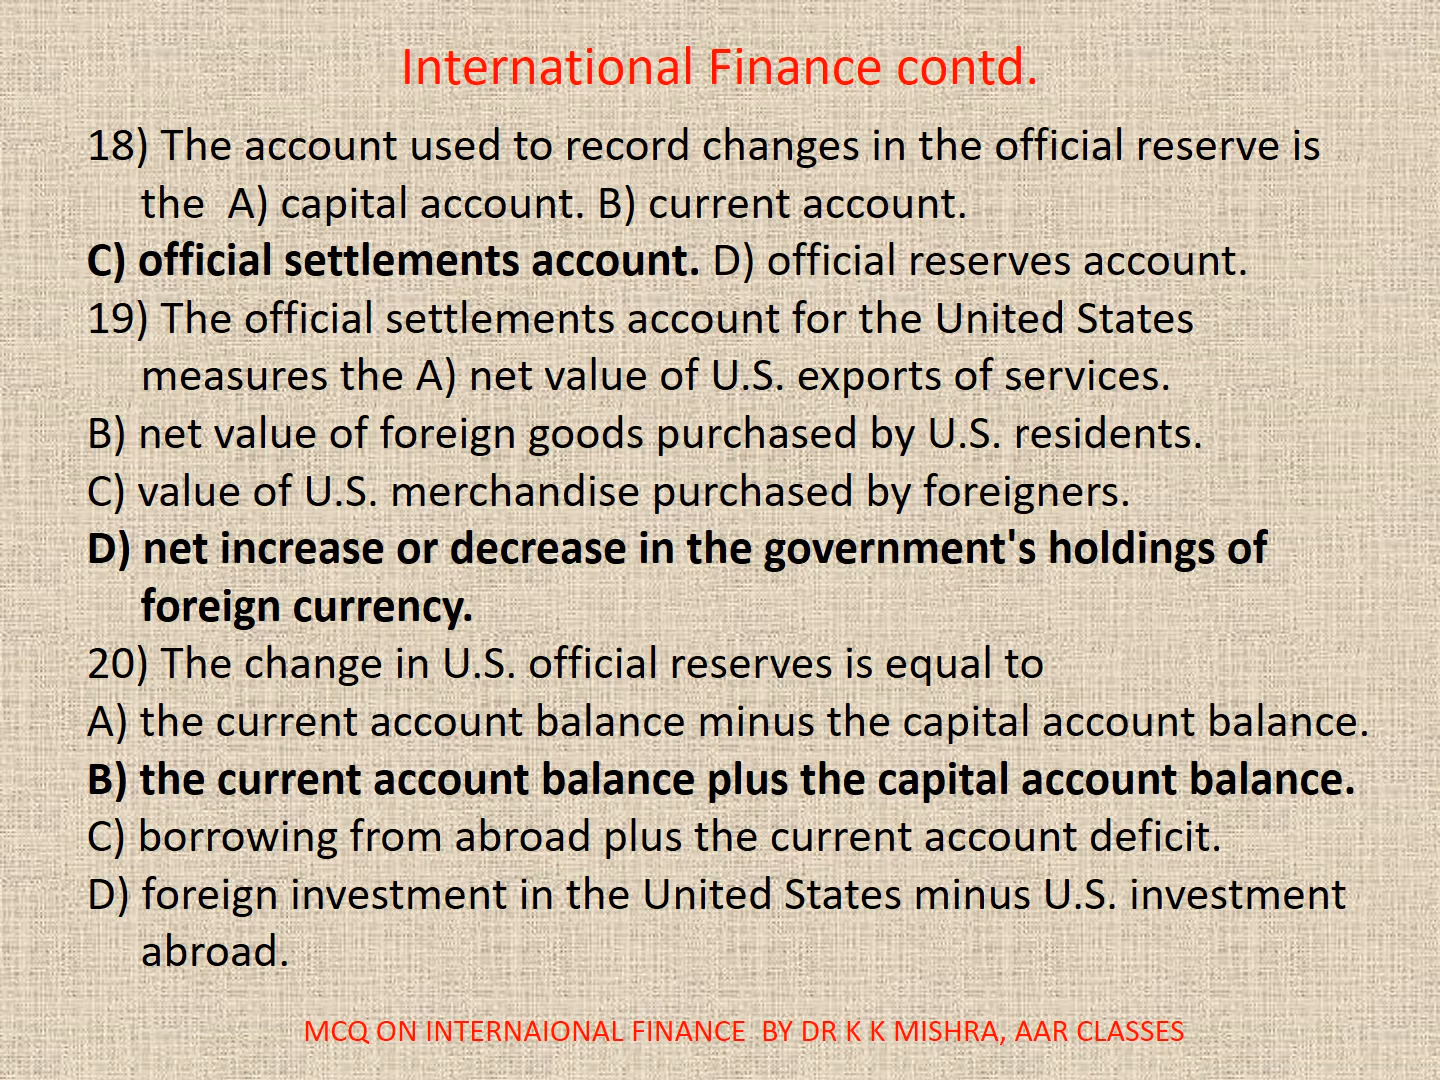 International Finance contd.
18) The account used to record changes in the official reserve is
the  A) capital account. B) current account.
C) official settlements account. D) official reserves account.
19) The official settlements account for the United States
measures the A) net value of U.S. exports of services.
B) net value of foreign goods purchased by U.S. residents.
C) value of U.S. merchandise purchased by foreigners.
D) net increase or decrease in the government's holdings of
foreign currency.
20) The change in U.S. official reserves is equal to
A) the current account balance minus the capital account balance.
B) the current account balance plus the capital account balance.
C) borrowing from abroad plus the current account deficit.
D) foreign investment in the United States minus U.S. investment
abroad.
MCQ ON INTERNAIONAL FINANCE  BY DR K K MISHRA, AAR CLASSES